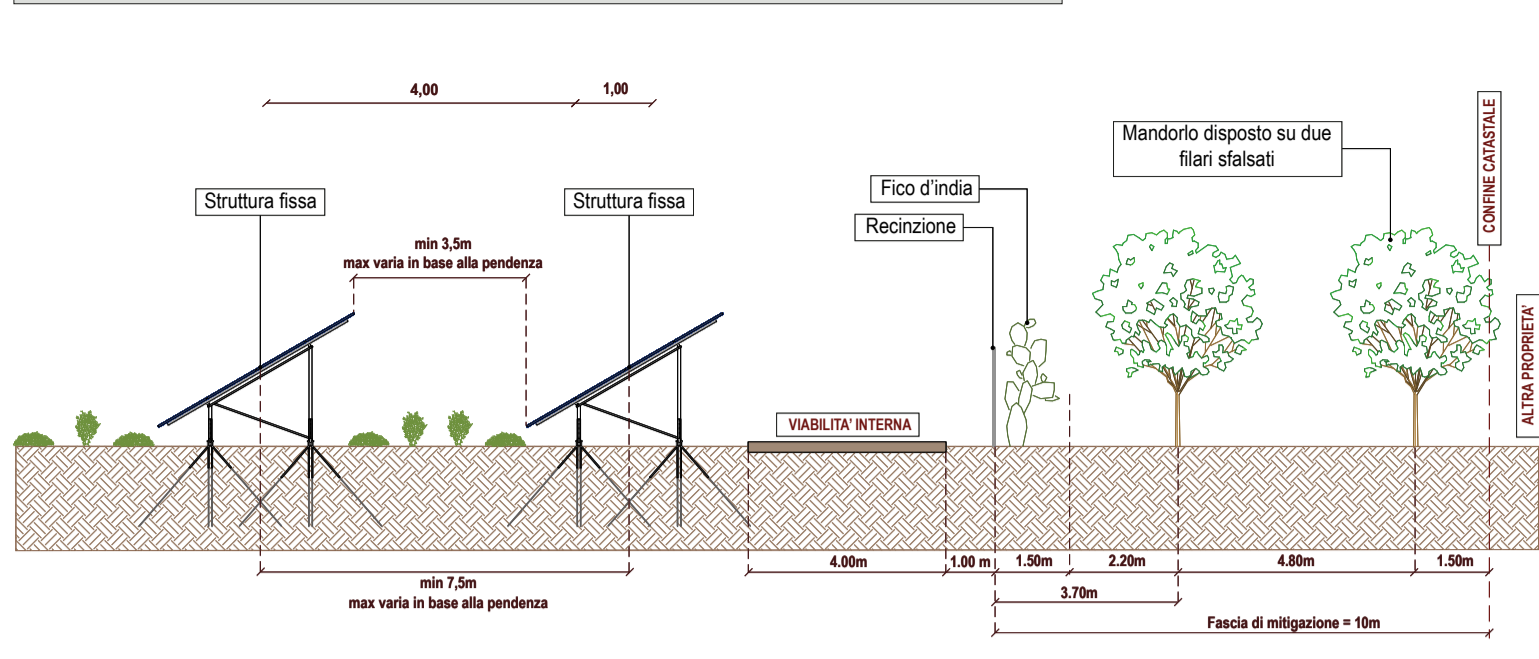 4,00
1,00
Struttura fissa
Struttura fissa
min 3,5m
max varia in base alla pendenza
Fico d'india
Recinzione
Mandorlo disposto su due
filari sfalsati
CONFINE CATASTALE
ALTRA PROPRIETA'
VIABILITA' INTERNA
4.00m
1.00 m
1.50m
2.20m
4.80m
1.50m
min 7,5m
max varia in base alla pendenza
3.70m
Fascia di mitigazione = 10m